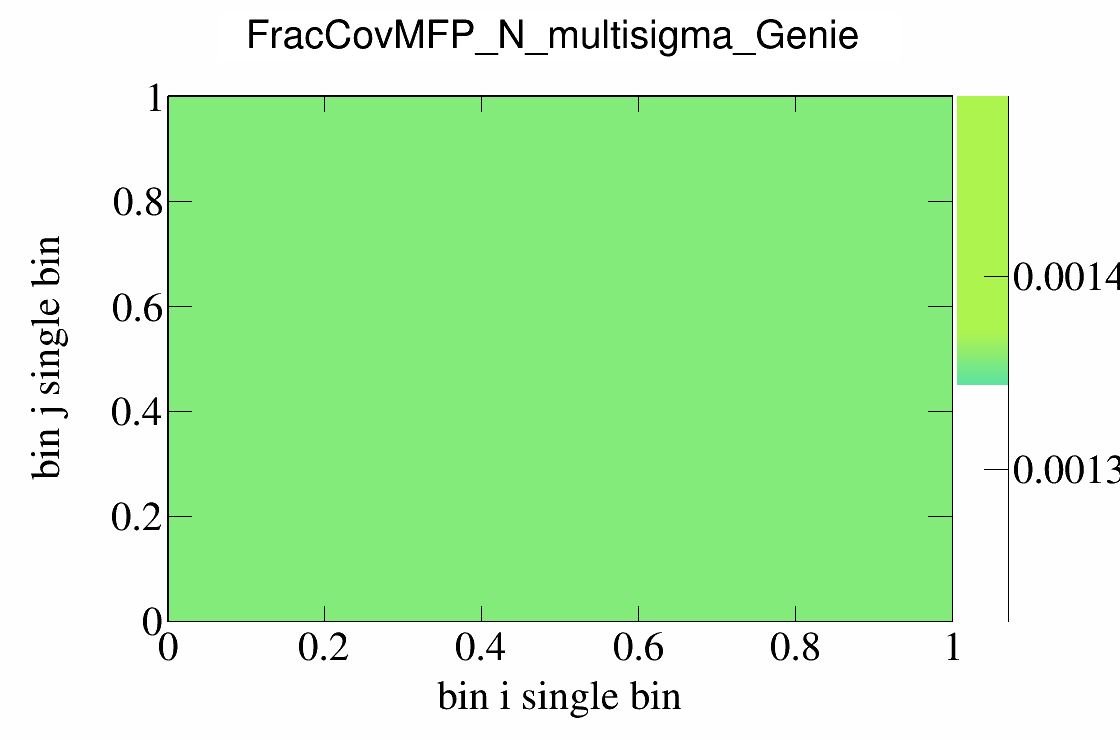 FracCovMFP_N_multisigma_Genie
1
0.8
0.6
0.4
0.2
0
bin j single bin
0 0.2 0.4 0.6 0.8 1
bin i single bin
0.0014
0.0013